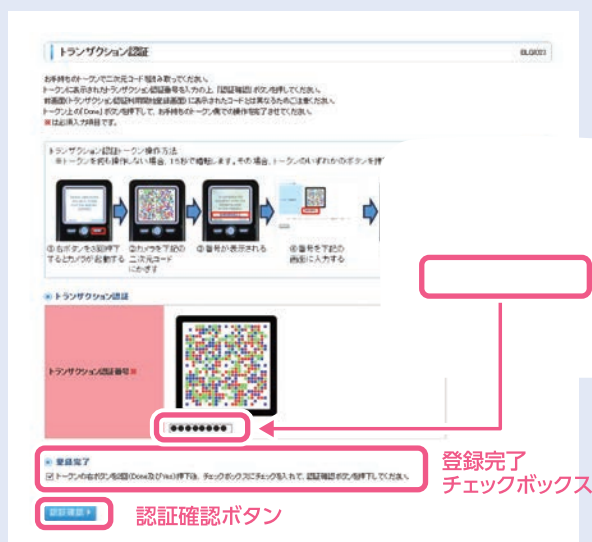 トランザクション認証
BLGI003
お手持ちのトークンで二次元コードを読み取ってください。
トークンに表示されたトランザクション認証番号を入力の上、「認証確認」ボタンを押してください。
前画面(トランザクション認証利用開始登録画面)に表示されたコードとは異なるためご注意ください。
トークン上の「Done」ボタンを押下して、お手持ちのトークン側での操作を完了させてください。
※は必須入力項目です。
トランザクション認証トークン操作方法
※トークンを何も操作しない場合、15秒で暗転します。その場合、トークンのいずれかのボタンを押
①右ボタンを3回押下
するとカメラが起動する
②カメラを下記の
二次元コード
にかざす
③番号が表示される
④番号を下記の
画面に入力する
トランザクション認証
トランザクション認証番号※
●●●●●●●●
登録完了
トークンの右ボタンを2回(Done及びYes)押下後、チェックボックスにチェックを入れて、認証確認ボタンを押下してください。
登録完了
チェックボックス
認証確認
認証確認ボタン